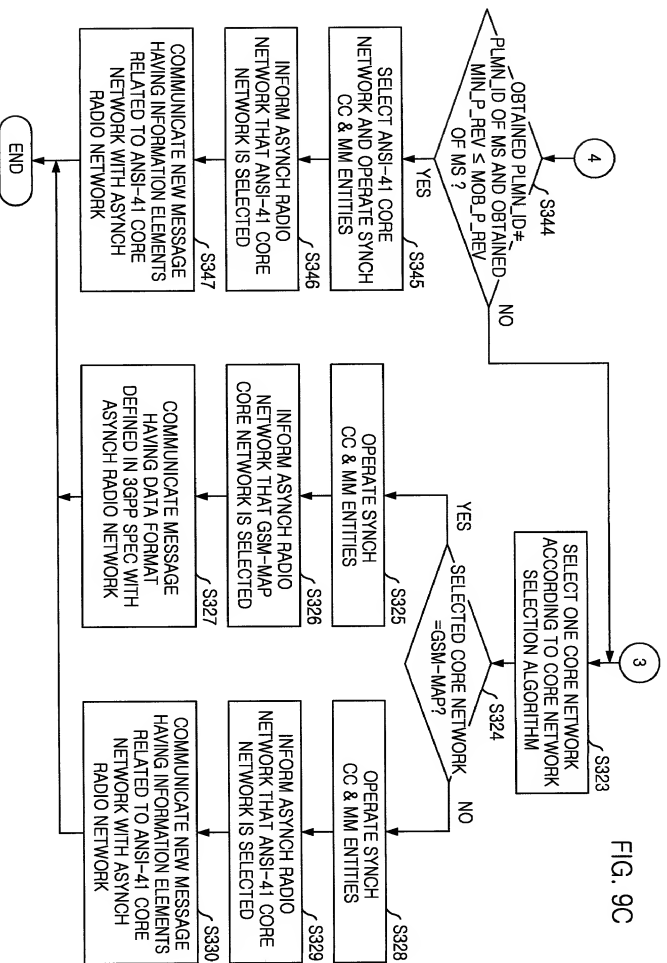 FIG. 9C
4
S344
OBTAINED PLMN_ID≠
PLMN_ID OF MS AND OBTAINED
MIN_P_REV ≤ MOB_P_REV
OF MS ?
NO
YES
S345
SELECT ANSI-41 CORE
NETWORK AND OPERATE SYNCH
CC & MM ENTITIES
S346
INFORM ASYNCH RADIO
NETWORK THAT ANSI-41 CORE
NETWORK IS SELECTED
S347
COMMUNICATE NEW MESSAGE
HAVING INFORMATION ELEMENTS
RELATED TO ANSI-41 CORE
NETWORK WITH ASYNCH
RADIO NETWORK
END
3
S323
SELECT ONE CORE NETWORK
ACCORDING TO CORE NETWORK
SELECTION ALGORITHM
S324
SELECTED CORE NETWORK
=GSM-MAP?
YES
NO
S325
OPERATE SYNCH
CC & MM ENTITIES
S326
INFORM ASYNCH RADIO
NETWORK THAT GSM-MAP
CORE NETWORK IS SELECTED
S327
COMMUNICATE MESSAGE
HAVING DATA FORMAT
DEFINED IN 3GPP SPEC WITH
ASYNCH RADIO NETWORK
S328
OPERATE SYNCH
CC & MM ENTITIES
S329
INFORM ASYNCH RADIO
NETWORK THAT ANSI-41 CORE
NETWORK IS SELECTED
S330
COMMUNICATE NEW MESSAGE
HAVING INFORMATION ELEMENTS
RELATED TO ANSI-41 CORE
NETWORK WITH ASYNCH
RADIO NETWORK